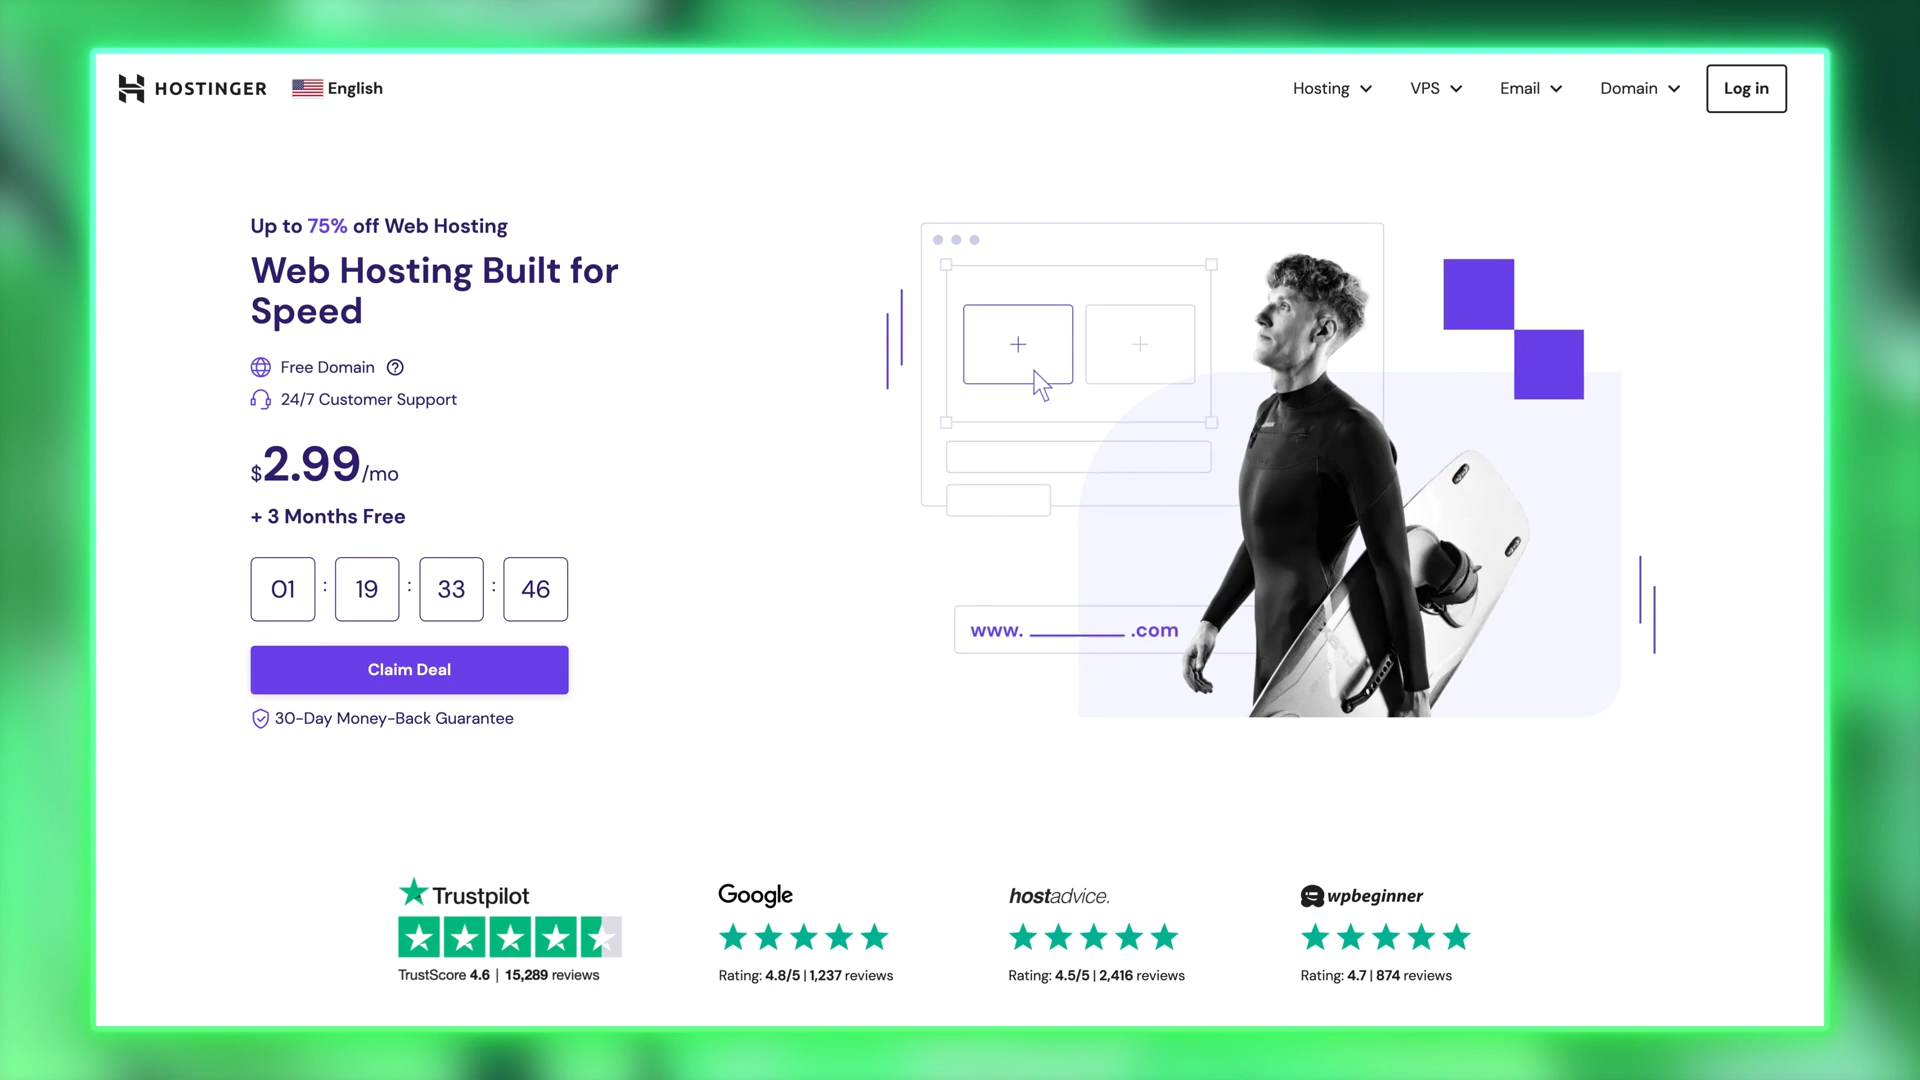 HOSTINGER
English
Hosting
VPS
Email
Domain
Log in
Up to 75% off Web Hosting
Web Hosting Built for
Speed
Free Domain ?
24/7 Customer Support
$2.99/mo
+ 3 Months Free
01 : 19 : 33 : 46
Claim Deal
30-Day Money-Back Guarantee
www. ________ .com
Trustpilot
TrustScore 4.6 | 15,289 reviews
Google
Rating: 4.8/5 | 1,237 reviews
hostadvice.
Rating: 4.5/5 | 2,416 reviews
wpbeginner
Rating: 4.7 | 874 reviews